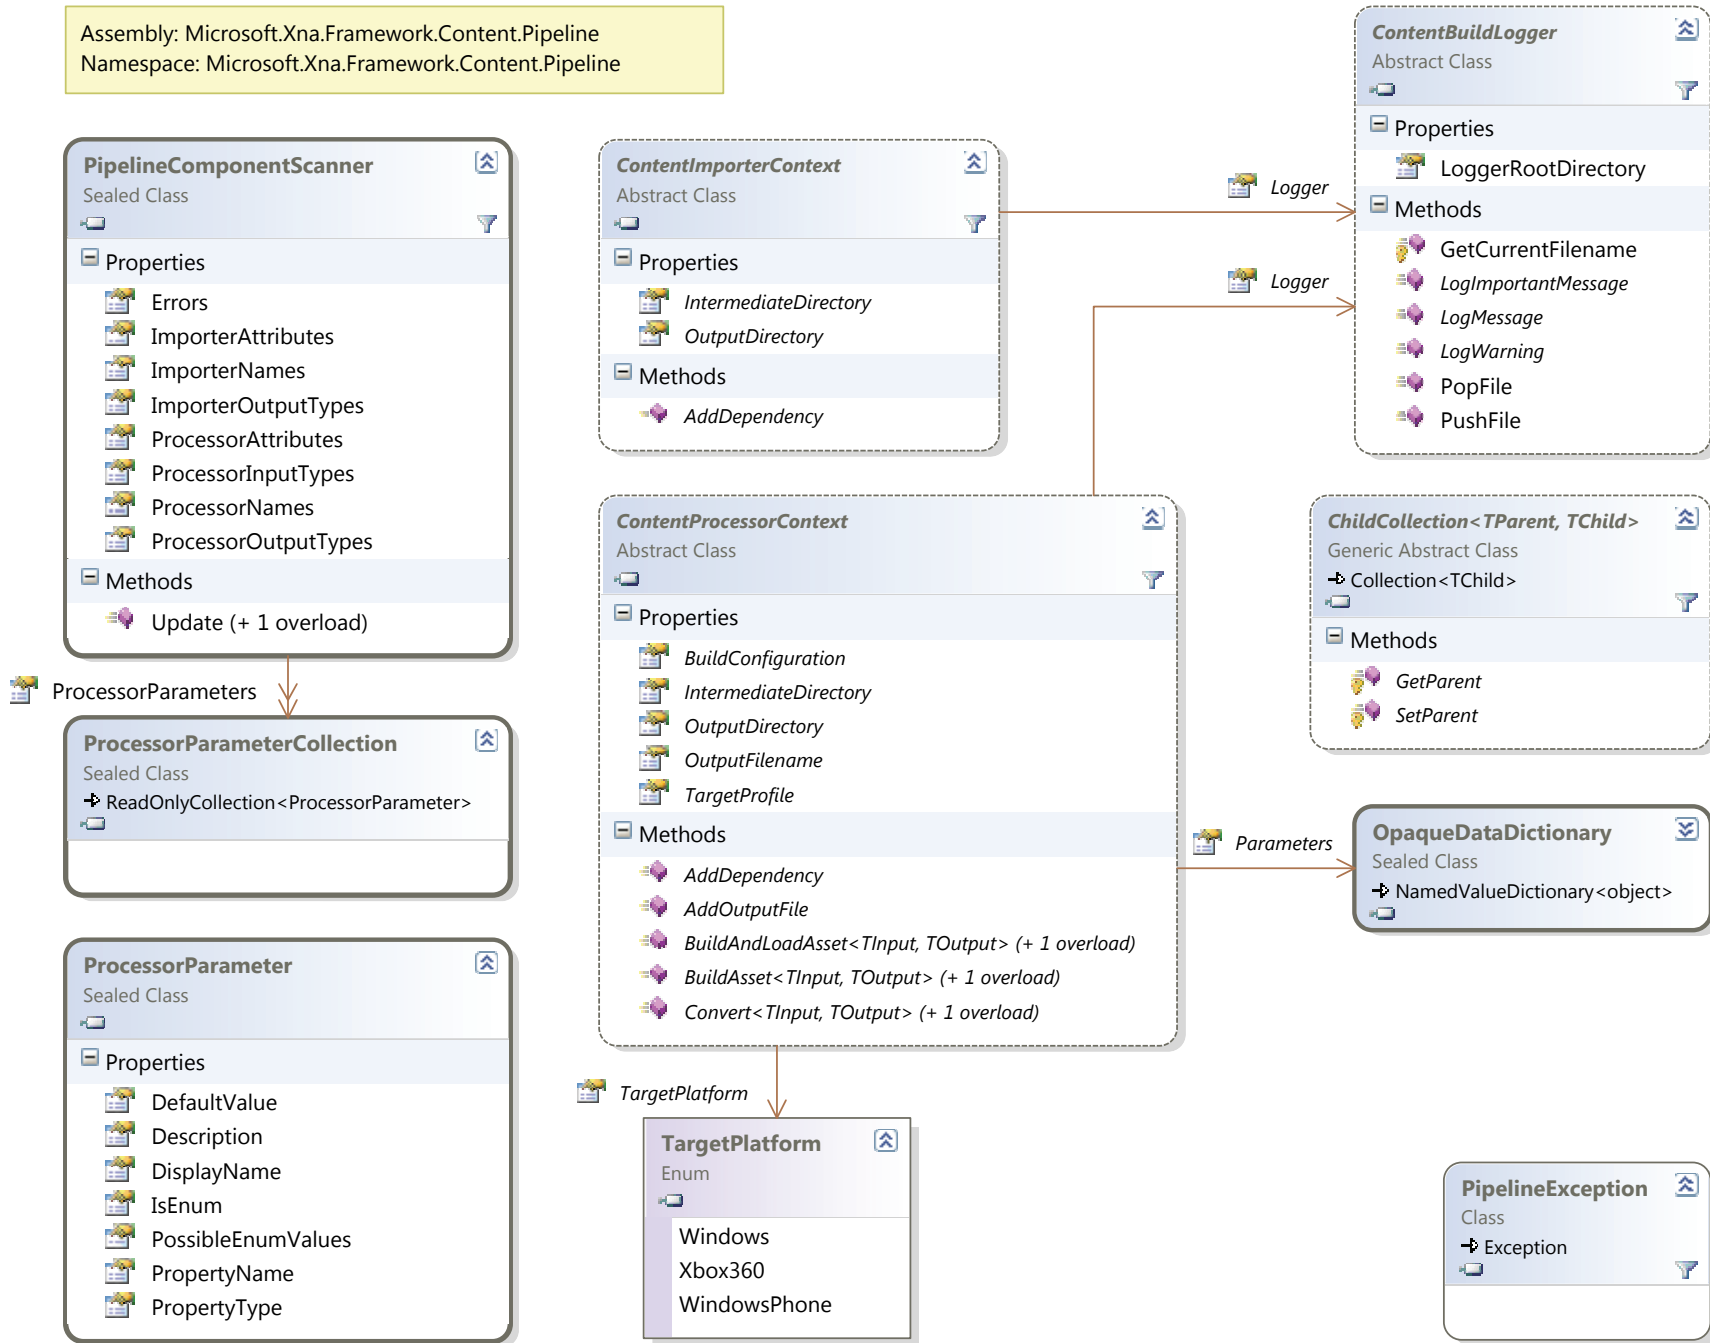 Assembly: Microsoft.Xna.Framework.Content.Pipeline
Namespace: Microsoft.Xna.Framework.Content.Pipeline
PipelineComponentScanner
Sealed Class
Properties
Errors
ImporterAttributes
ImporterNames
ImporterOutputTypes
ProcessorAttributes
ProcessorInputTypes
ProcessorNames
ProcessorOutputTypes
Methods
Update (+ 1 overload)
ProcessorParameters
ProcessorParameterCollection
Sealed Class
ReadOnlyCollection<ProcessorParameter>
ProcessorParameter
Sealed Class
Properties
DefaultValue
Description
DisplayName
IsEnum
PossibleEnumValues
PropertyName
PropertyType
ContentImporterContext
Abstract Class
Properties
IntermediateDirectory
OutputDirectory
Methods
AddDependency
Logger
Logger
ContentProcessorContext
Abstract Class
Properties
BuildConfiguration
IntermediateDirectory
OutputDirectory
OutputFilename
TargetProfile
Methods
AddDependency
AddOutputFile
BuildAndLoadAsset<TInput, TOutput> (+ 1 overload)
BuildAsset<TInput, TOutput> (+ 1 overload)
Convert<TInput, TOutput> (+ 1 overload)
Parameters
TargetPlatform
TargetPlatform
Enum
Windows
Xbox360
WindowsPhone
ContentBuildLogger
Abstract Class
Properties
LoggerRootDirectory
Methods
GetCurrentFilename
LogImportantMessage
LogMessage
LogWarning
PopFile
PushFile
ChildCollection<TParent, TChild>
Generic Abstract Class
Collection<TChild>
Methods
GetParent
SetParent
OpaqueDataDictionary
Sealed Class
NamedValueDictionary<object>
PipelineException
Class
Exception